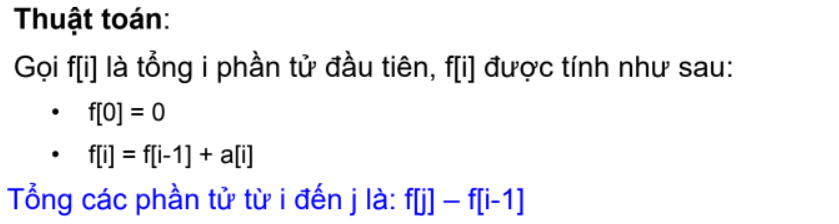 Thuật toán:
Gọi f[i] là tổng i phần tử đầu tiên, f[i] được tính như sau:
• f[0] = 0
• f[i] = f[i-1] + a[i]
Tổng các phần tử từ i đến j là: f[j] – f[i-1]